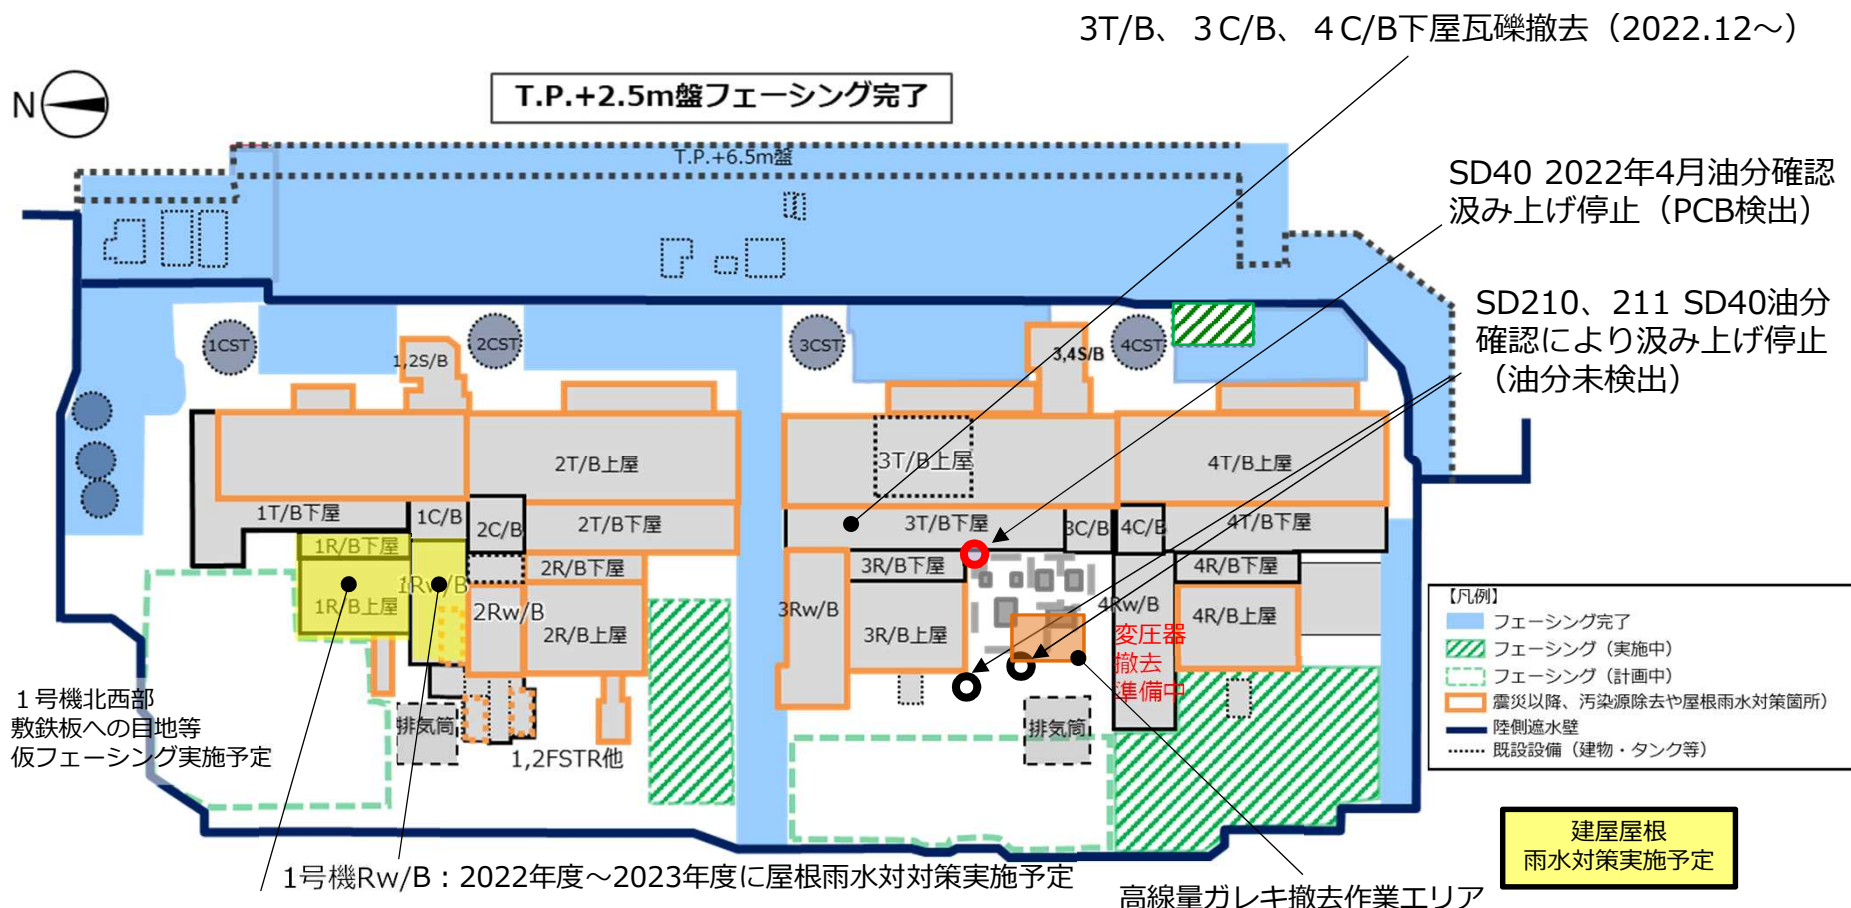 3T/B、３C/B、４C/B下屋瓦礫撤去（2022.12～）
N
T.P.+2.5m盤フェーシング完了
T.P.+6.5m盤
SD40 2022年4月油分確認
汲み上げ停止（PCB検出）
SD210、211 SD40油分
確認により汲み上げ停止
（油分未検出）
1CST
1,2S/B
2CST
3CST
3,4S/B
4CST
2T/B上屋
3T/B上屋
4T/B上屋
1T/B下屋
1C/B
2C/B
2T/B下屋
3T/B下屋
3C/B
4C/B
4T/B下屋
1R/B下屋
2R/B下屋
3R/B下屋
4R/B下屋
1Rw/B
1R/B上屋
2Rw/B
2R/B上屋
3Rw/B
3R/B上屋
4Rw/B
4R/B上屋
変圧器
撤去
準備中
【凡例】
フェーシング完了
フェーシング（実施中）
フェーシング（計画中）
震災以降、汚染源除去や屋根雨水対策箇所）
陸側遮水壁
既設設備（建物・タンク等）
１号機北西部
敷鉄板への目地等
仮フェーシング実施予定
排気筒
1,2FSTR他
排気筒
建屋屋根
雨水対策実施予定
1号機Rw/B：2022年度～2023年度に屋根雨水対対策実施予定
高線量ガレキ撤去作業エリア